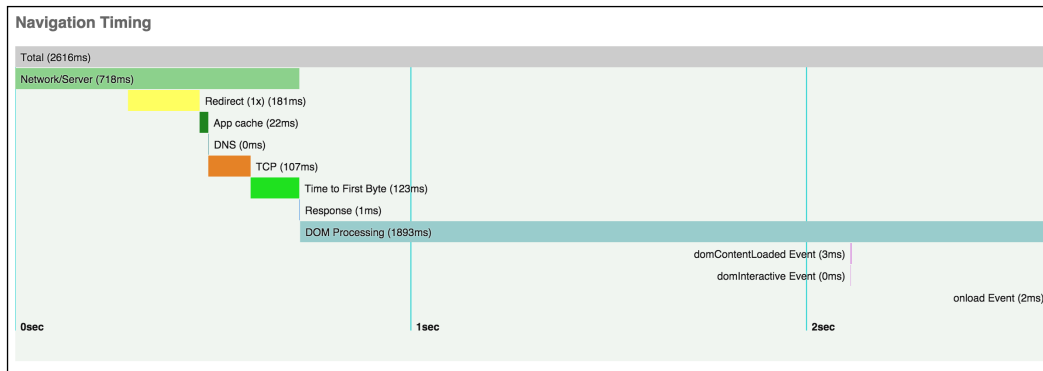 Navigation Timing
Total (2616ms)
Network/Server (718ms)
Redirect (1x) (181ms)
App cache (22ms)
DNS (0ms)
TCP (107ms)
Time to First Byte (123ms)
Response (1ms)
DOM Processing (1893ms)
domContentLoaded Event (3ms)
domInteractive Event (0ms)
onload Event (2ms)
0sec 1sec 2sec